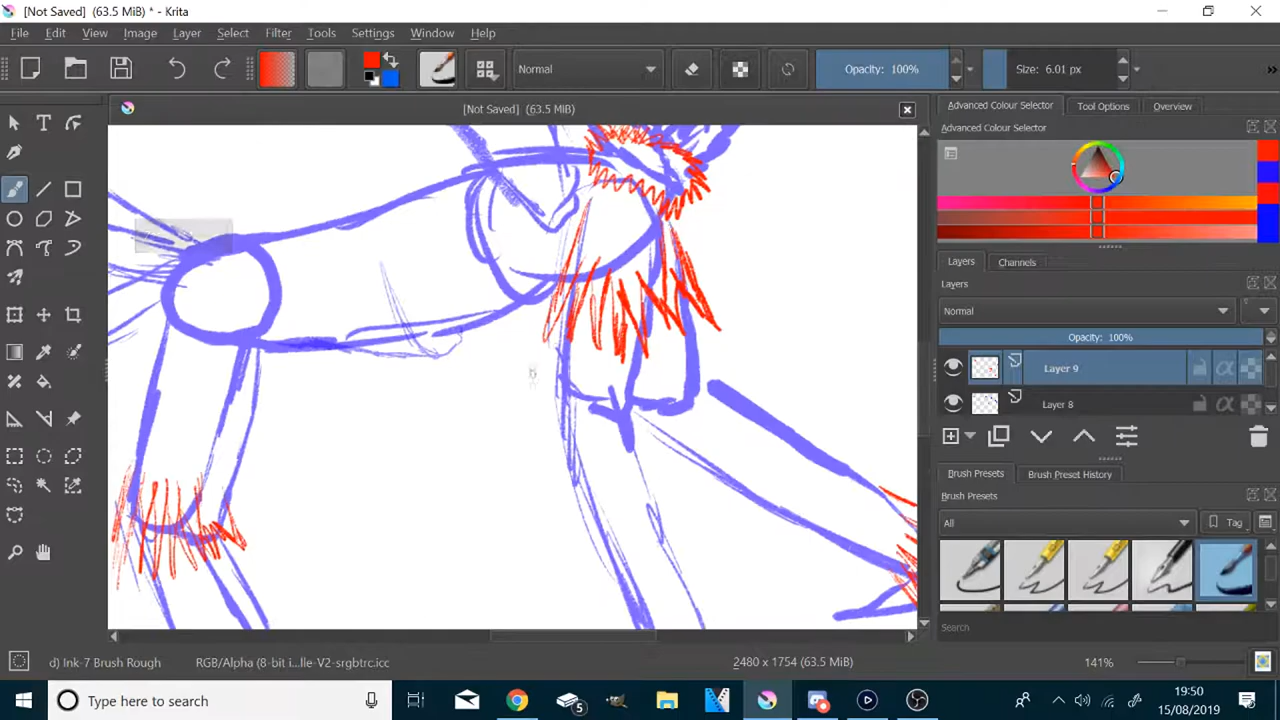 [Not Saved] (63.5 MiB) * - Krita
File Edit View Image Layer Select Filter Tools Settings Window Help
Normal
Opacity: 100%
Size: 6.01 px
[Not Saved] (63.5 MiB)
Advanced Colour Selector Tool Options Overview
Advanced Colour Selector
Layers Channels
Layers
Normal
Opacity: 100%
Layer 9
Layer 8
Brush Presets Brush Preset History
Brush Presets
All Tag
Search
d) Ink-7 Brush Rough RGB/Alpha (8-bit i...lle-V2-srgbtrc.icc 2480 x 1754 (63.5 MiB) 141%
Type here to search
5
19:50
15/08/2019